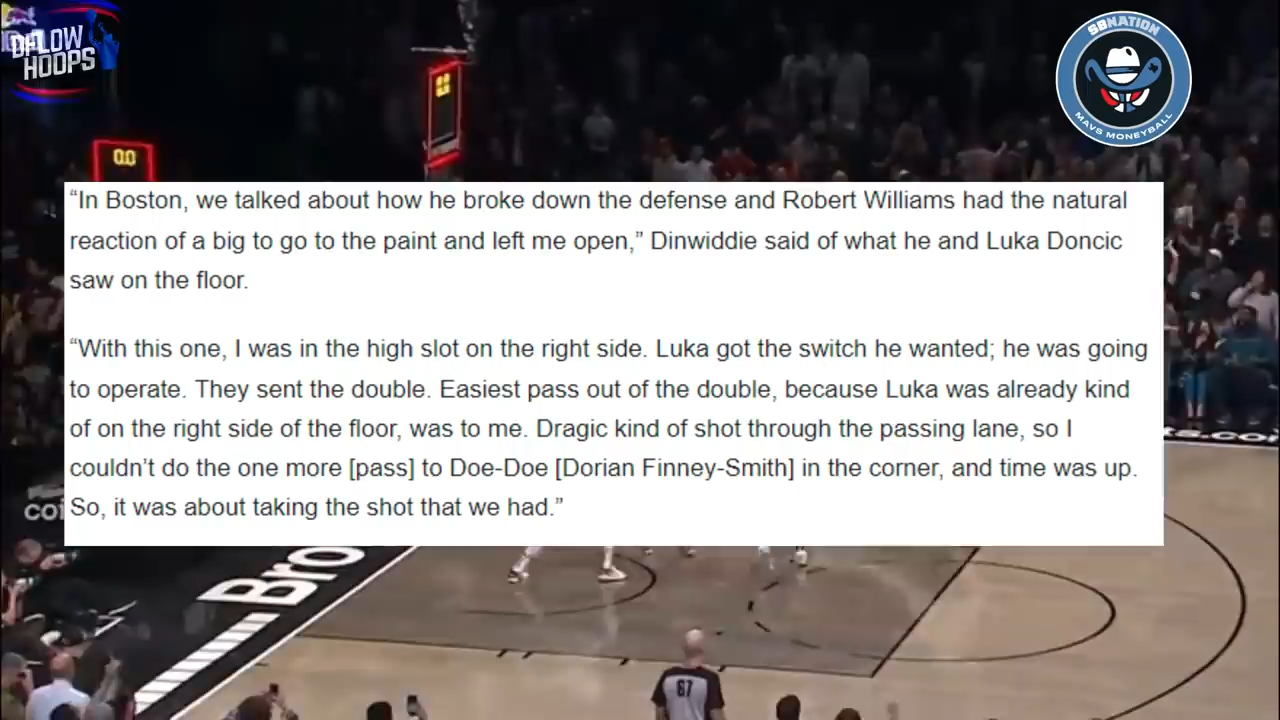 DFLOW
HOOPS
SBNATION
MAVS MONEYBALL
0.0
“In Boston, we talked about how he broke down the defense and Robert Williams had the natural
reaction of a big to go to the paint and left me open,” Dinwiddie said of what he and Luka Doncic
saw on the floor.
“With this one, I was in the high slot on the right side. Luka got the switch he wanted; he was going
to operate. They sent the double. Easiest pass out of the double, because Luka was already kind
of on the right side of the floor, was to me. Dragic kind of shot through the passing lane, so I
couldn’t do the one more [pass] to Doe-Doe [Dorian Finney-Smith] in the corner, and time was up.
So, it was about taking the shot that we had.”
Bro
67